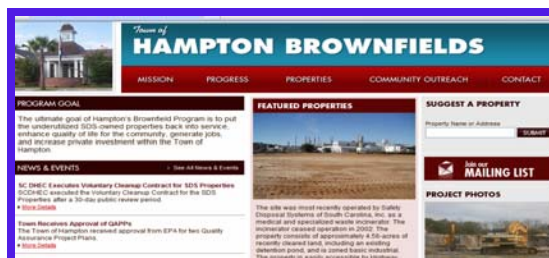 Town of
HAMPTON BROWNFIELDS
MISSION PROGRESS PROPERTIES COMMUNITY OUTREACH CONTACT
PROGRAM GOAL
The ultimate goal of Hampton's Brownfield Program is to put
the underutilized SDS-owned properties back into service,
enhance quality of life for the community, generate jobs,
and increase private investment within the Town of
Hampton.
NEWS & EVENTS
See All News & Events
SC DHEC Executes Voluntary Cleanup Contract for SDS Properties
SCDHEC executed the Voluntary Cleanup Contract for the SDS
Properties after a 30-day public review period.
More Details
Town Receives Approval of QAPPs
The Town of Hampton received approval from EPA for two Quality
Assurance Project Plans.
More Details
FEATURED PROPERTIES
The site was most recently operated by Safety
Disposal Systems of South Carolina, Inc. as a
medical and specialized waste incinerator. The
incinerator ceased operation in 2002. The
property consists of approximately 4.56-acres of
recently cleared land, including an existing
detention pond, and is zoned basic industrial.
The property is easily accessible to Highway
SUGGEST A PROPERTY
Property Name or Address
SUBMIT
Join our
MAILING LIST
PROJECT PHOTOS